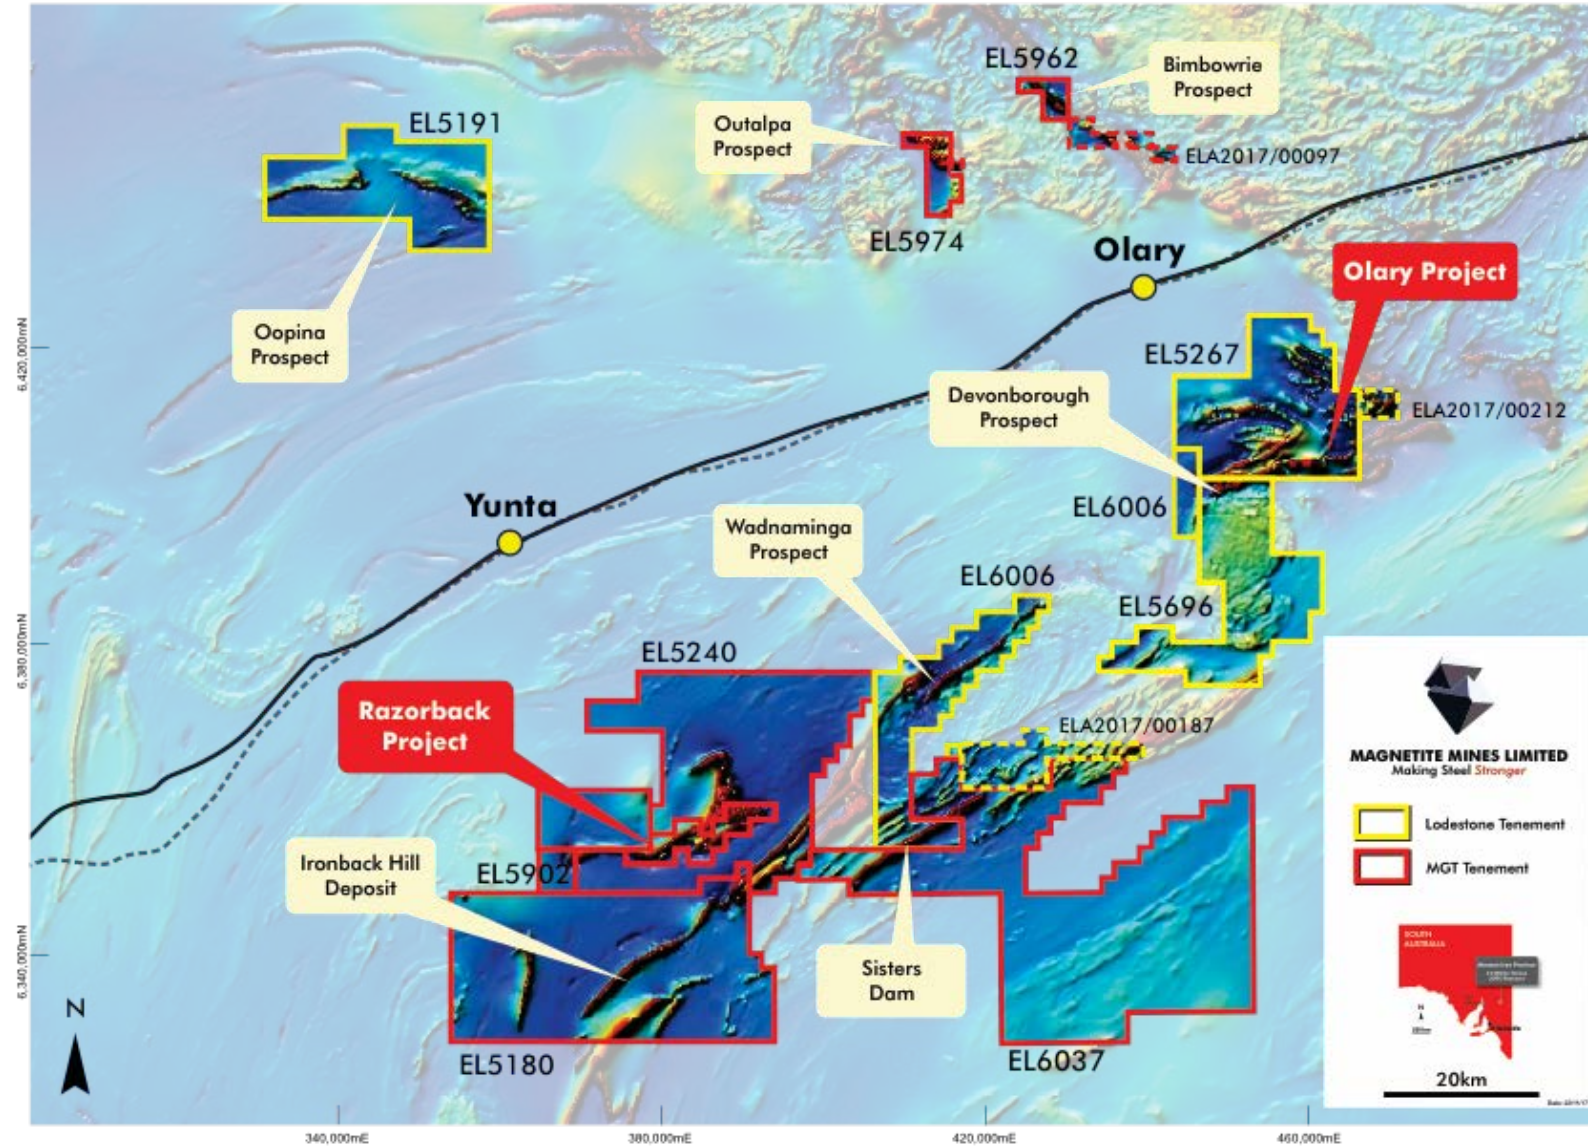 EL5962
Bimbowrie
Prospect
EL5191
Outalpa
Prospect
ELA2017/00097
EL5974
Olary
Olary Project
Oopina
Prospect
EL5267
Devonborough
Prospect
ELA2017/00212
Yunta
EL6006
Wadnaminga
Prospect
EL6006
EL5696
EL5240
Razorback
Project
ELA2017/00187
Ironback Hill
Deposit
EL5902
Sisters
Dam
EL5180
EL6037
N
6,420,000mN
6,380,000mN
6,340,000mN
340,000mE
380,000mE
420,000mE
460,000mE
MAGNETITE MINES LIMITED
Making Steel Stronger
Lodestone Tenement
MGT Tenement
SOUTH
AUSTRALIA
N
20km